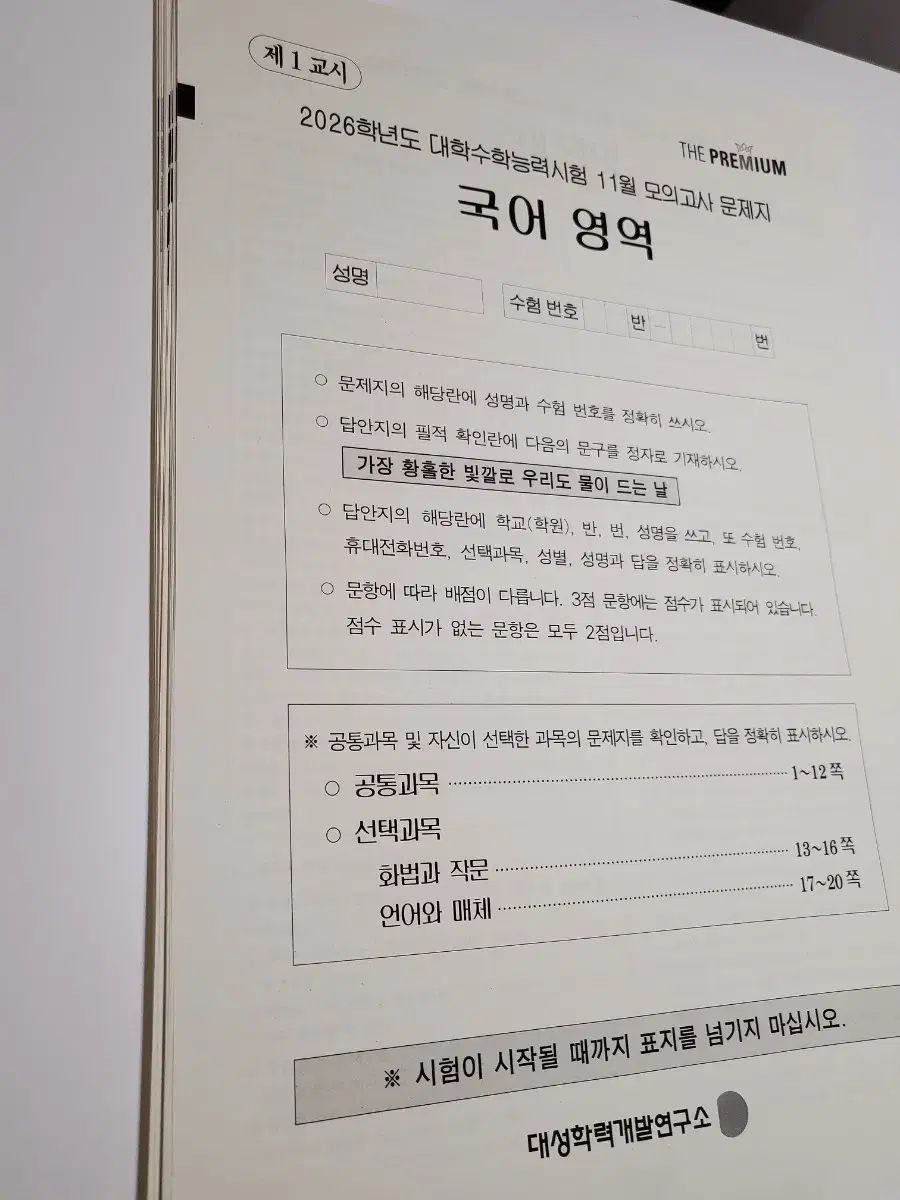 제 1 교시
2026학년도 대학수학능력시험 11월 모의고사 문제지
THE PREMIUM
국어 영역
성명
수험 번호 반 - 번
○ 문제지의 해당란에 성명과 수험 번호를 정확히 쓰시오.
○ 답안지의 필적 확인란에 다음의 문구를 정자로 기재하시오.
가장 황홀한 빛깔로 우리도 물이 드는 날
○ 답안지의 해당란에 학교(학원), 반, 번, 성명을 쓰고, 또 수험 번호,
휴대전화번호, 선택과목, 성별, 성명과 답을 정확히 표시하시오.
○ 문항에 따라 배점이 다릅니다. 3점 문항에는 점수가 표시되어 있습니다.
점수 표시가 없는 문항은 모두 2점입니다.
※ 공통과목 및 자신이 선택한 과목의 문제지를 확인하고, 답을 정확히 표시하시오.
○ 공통과목 1~12쪽
○ 선택과목
화법과 작문 13~16쪽
언어와 매체 17~20쪽
※ 시험이 시작될 때까지 표지를 넘기지 마십시오.
대성학력개발연구소